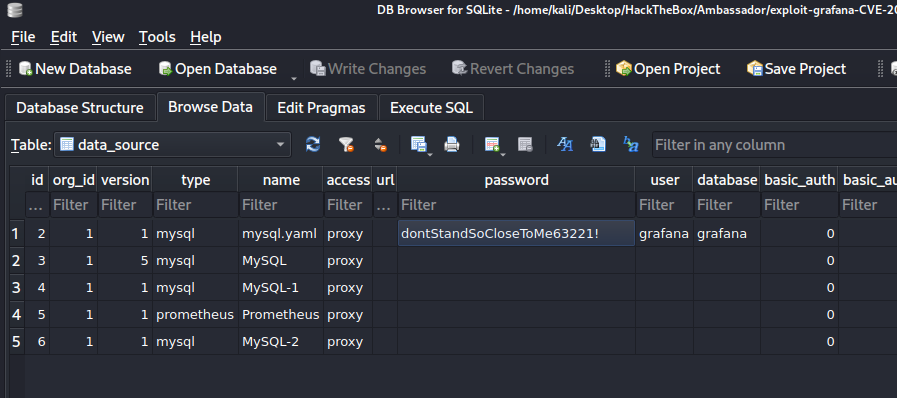 DB Browser for SQLite - /home/kali/Desktop/HackTheBox/Ambassador/exploit-grafana-CVE-20
File Edit View Tools Help
New Database Open Database Write Changes Revert Changes Open Project Save Project
Database Structure Browse Data Edit Pragmas Execute SQL
Table: data_source Filter in any column
id org_id version type name access url password user database basic_auth basic_au
... Filter Filter Filter Filter Filter ... Filter Filter Filter Filter Filter
1 2 1 1 mysql mysql.yaml proxy dontStandSoCloseToMe63221! grafana grafana 0
2 3 1 5 mysql MySQL proxy 0
3 4 1 1 mysql MySQL-1 proxy 0
4 5 1 1 prometheus Prometheus proxy 0
5 6 1 1 mysql MySQL-2 proxy 0